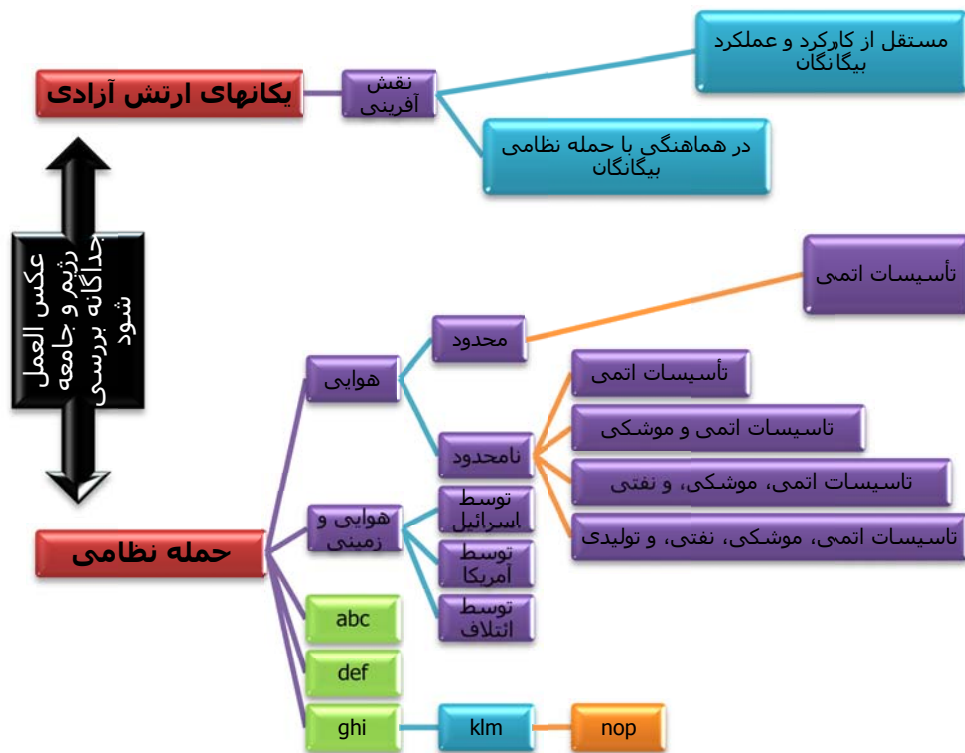 مستقل از کارکرد و عملکرد
بیگانگان
نقش
آفرینی
یکانهای ارتش آزادی
در هماهنگی با حمله نظامی
بیگانگان
عکس العمل
رژیم و جامعه
جداگانه بررسی
شود
تأسیسات اتمی
محدود
هوایی
تأسیسات اتمی
تاسیسات اتمی و موشکی
نامحدود
تاسیسات اتمی، موشکی، و نفتی
توسط
اسرائیل
هوایی و
زمینی
تاسیسات اتمی، موشکی، نفتی، و تولیدی
حمله نظامی
توسط
آمریکا
توسط
ائتلاف
abc
def
ghi
klm
nop